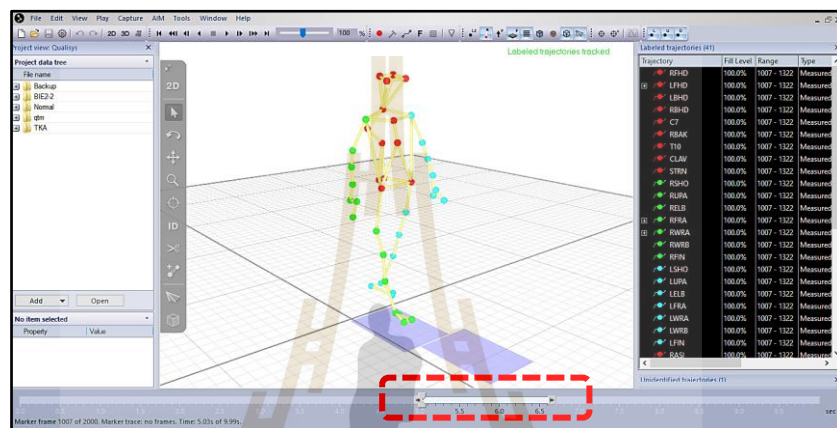 File Edit View Play Capture AIM Tools Window Help
2D 3D
100 %
Project view: Qualisys
Project data tree
File name
Backup
BIE2-2
Normal
qtm
TKA
Add Open
No item selected
Property Value
2D
ID
Labeled trajectories tracked
Labeled trajectories (41)
Trajectory Fill Level Range Type
RFHD 100.0% 1007 - 1322 Measured
LFHD 100.0% 1007 - 1322 Measured
LBHD 100.0% 1007 - 1322 Measured
RBHD 100.0% 1007 - 1322 Measured
C7 100.0% 1007 - 1322 Measured
RBAK 100.0% 1007 - 1322 Measured
T10 100.0% 1007 - 1322 Measured
CLAV 100.0% 1007 - 1322 Measured
STRN 100.0% 1007 - 1322 Measured
RSHO 100.0% 1007 - 1322 Measured
RUPA 100.0% 1007 - 1322 Measured
RELB 100.0% 1007 - 1322 Measured
RFRA 100.0% 1007 - 1322 Measured
RWRA 100.0% 1007 - 1322 Measured
RWRB 100.0% 1007 - 1322 Measured
RFIN 100.0% 1007 - 1322 Measured
LSHO 100.0% 1007 - 1322 Measured
LUPA 100.0% 1007 - 1322 Measured
LELB 100.0% 1007 - 1322 Measured
LFRA 100.0% 1007 - 1322 Measured
LWRA 100.0% 1007 - 1322 Measured
LWRB 100.0% 1007 - 1322 Measured
LFIN 100.0% 1007 - 1322 Measured
RASI 100.0% 1007 - 1322 Measured
Unidentified trajectories (1)
5.5 6.0 6.5 sec
Marker frame 1007 of 2000. Marker trace: no frames. Time: 5.03s of 9.99s.